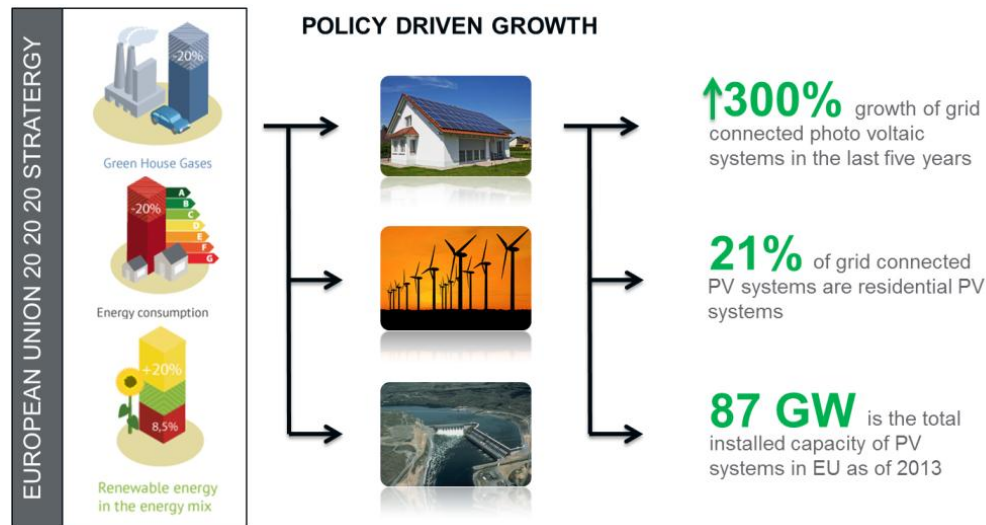 EUROPEAN UNION 20 20 20 STRATERGY
-20%
Green House Gases
-20%
A
B
C
D
E
F
G
Energy consumption
+20%
8,5%
Renewable energy
in the energy mix
POLICY DRIVEN GROWTH
↑300% growth of grid
connected photo voltaic
systems in the last five years
21% of grid connected
PV systems are residential PV
systems
87 GW is the total
installed capacity of PV
systems in EU as of 2013